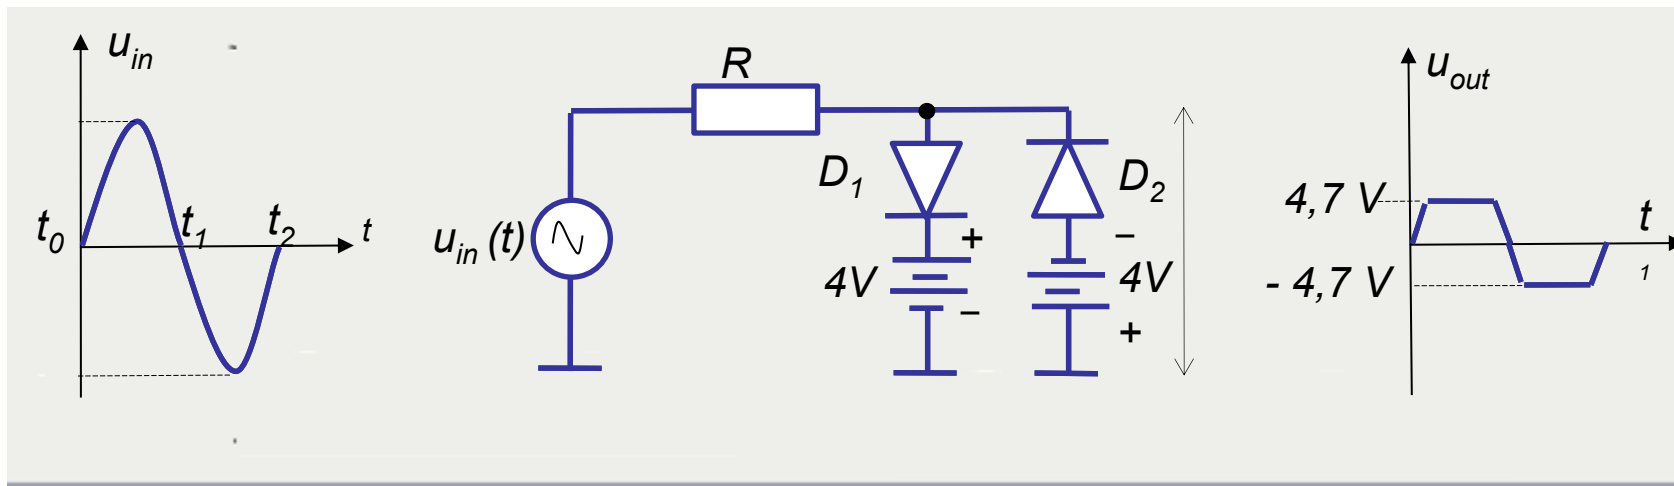 u_in
t_0
t_1
t_2
t
R
u_in (t)
D_1
+
4V
–
D_2
–
4V
+
u_out
4,7 V
t
1
- 4,7 V